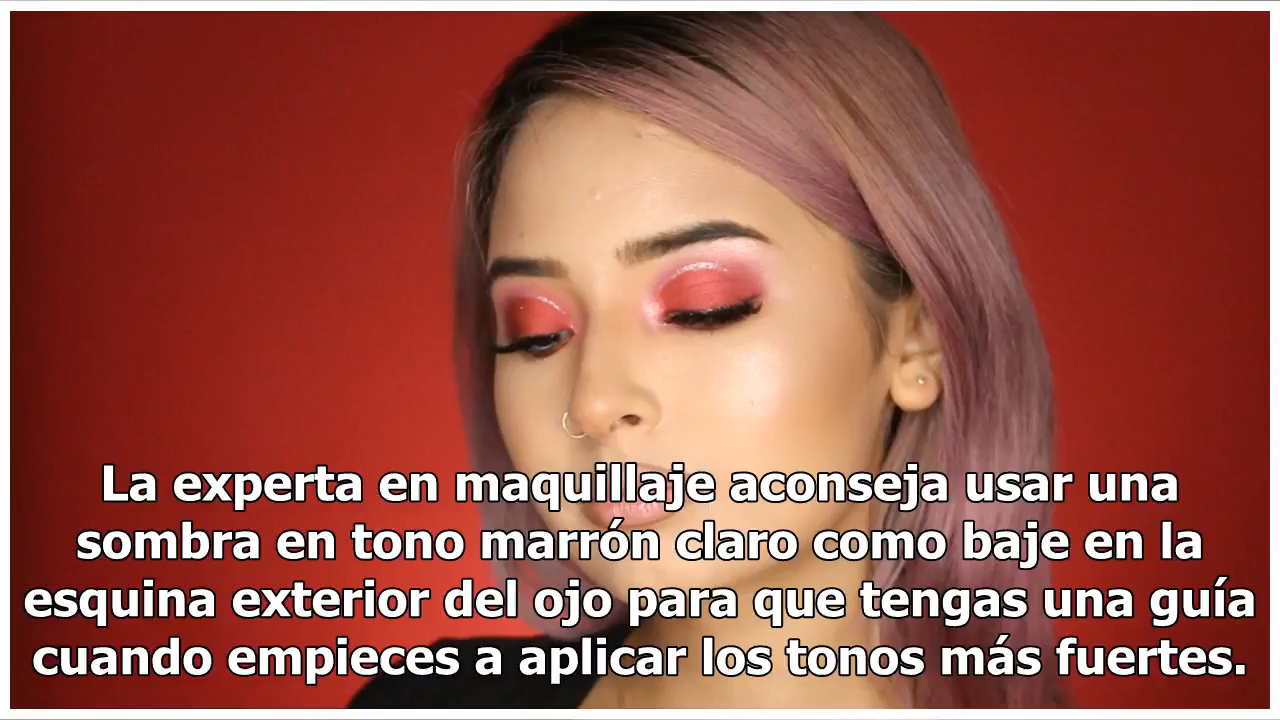 La experta en maquillaje aconseja usar una
sombra en tono marrón claro como baje en la
esquina exterior del ojo para que tengas una guía
cuando empieces a aplicar los tonos más fuertes.